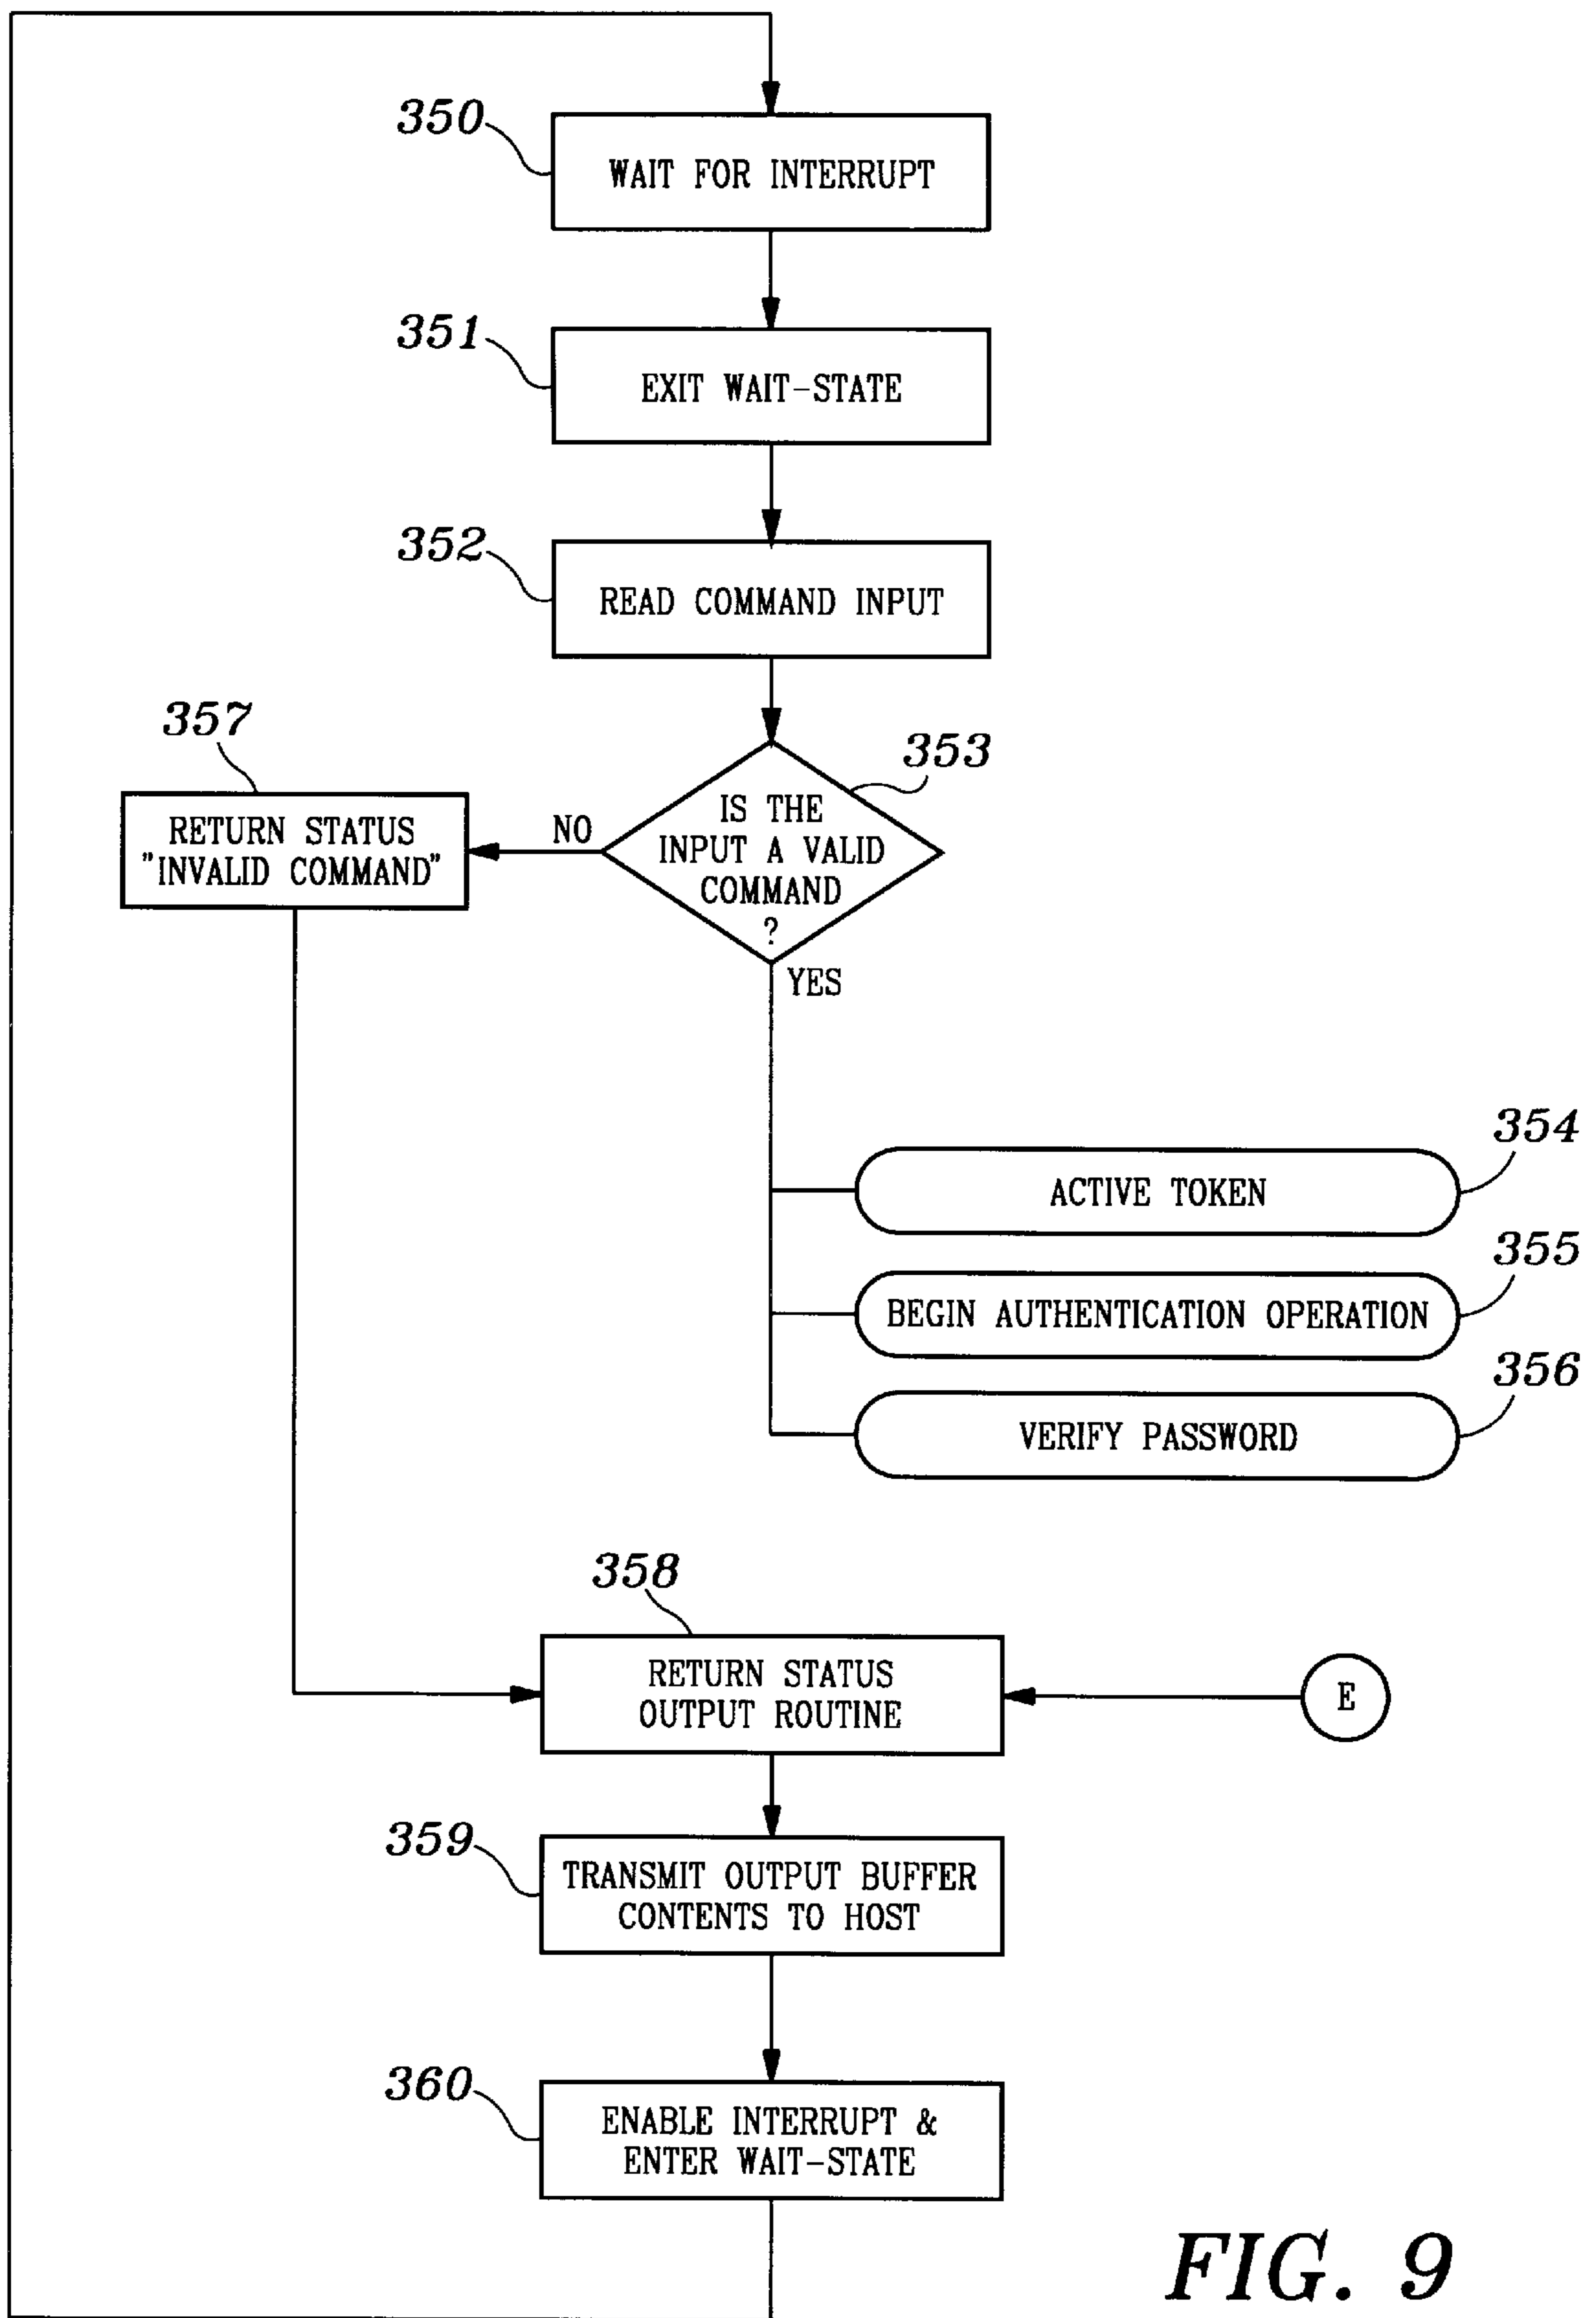 350
WAIT FOR INTERRUPT
351
EXIT WAIT-STATE
352
READ COMMAND INPUT
357
353
RETURN STATUS
"INVALID COMMAND"
NO
IS THE
INPUT A VALID
COMMAND
?
YES
354
ACTIVE TOKEN
355
BEGIN AUTHENTICATION OPERATION
356
VERIFY PASSWORD
358
RETURN STATUS
OUTPUT ROUTINE
E
359
TRANSMIT OUTPUT BUFFER
CONTENTS TO HOST
360
ENABLE INTERRUPT &
ENTER WAIT-STATE
FIG. 9